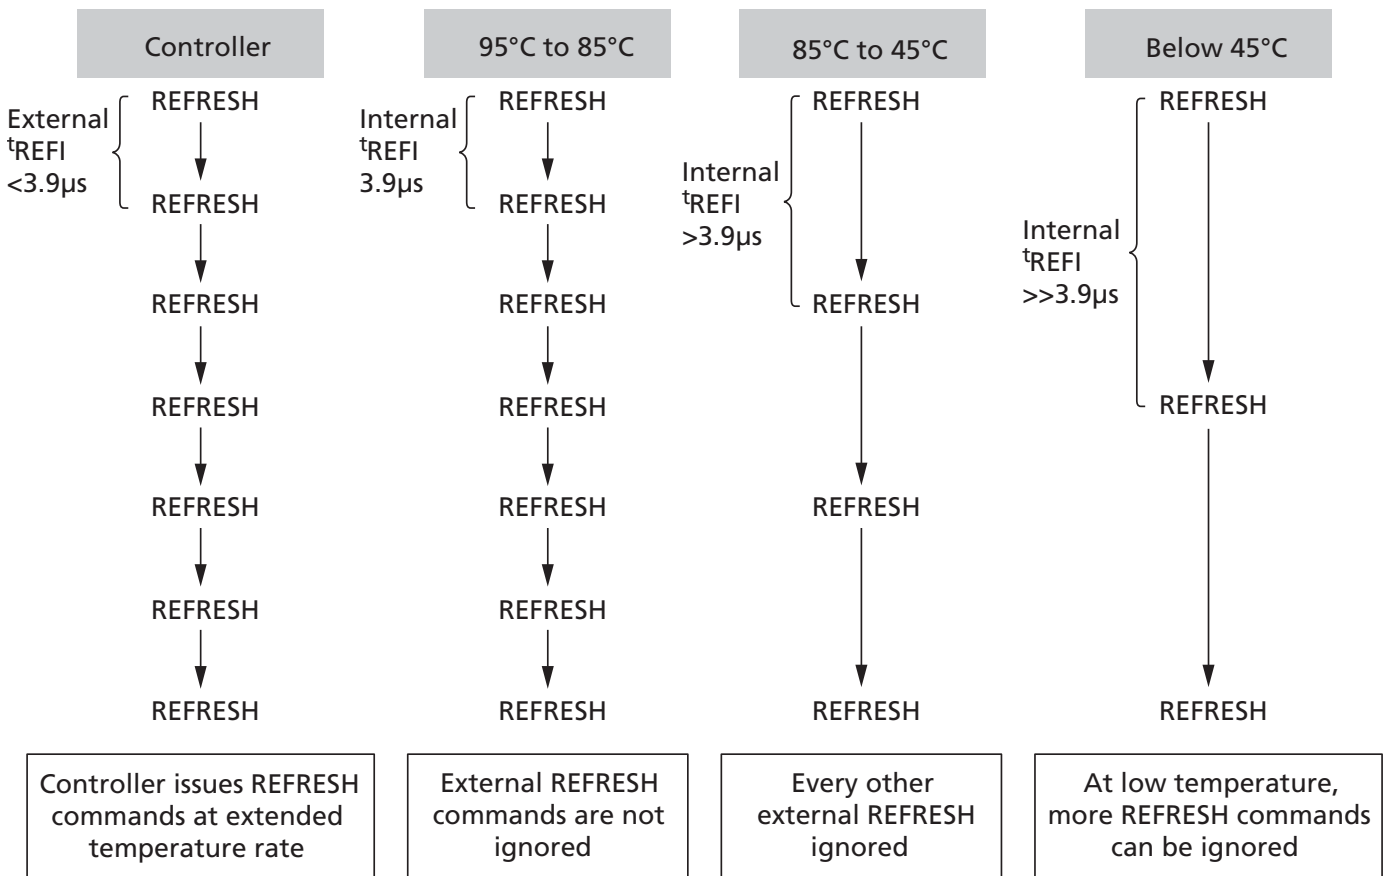 Controller
95°C to 85°C
85°C to 45°C
Below 45°C
External
tREFI
<3.9µs
REFRESH
REFRESH
REFRESH
REFRESH
REFRESH
REFRESH
REFRESH
Controller issues REFRESH
commands at extended
temperature rate
Internal
tREFI
3.9µs
REFRESH
REFRESH
REFRESH
REFRESH
REFRESH
REFRESH
REFRESH
External REFRESH
commands are not
ignored
Internal
tREFI
>3.9µs
REFRESH
REFRESH
REFRESH
REFRESH
Every other
external REFRESH
ignored
Internal
tREFI
>>3.9µs
REFRESH
REFRESH
REFRESH
At low temperature,
more REFRESH commands
can be ignored